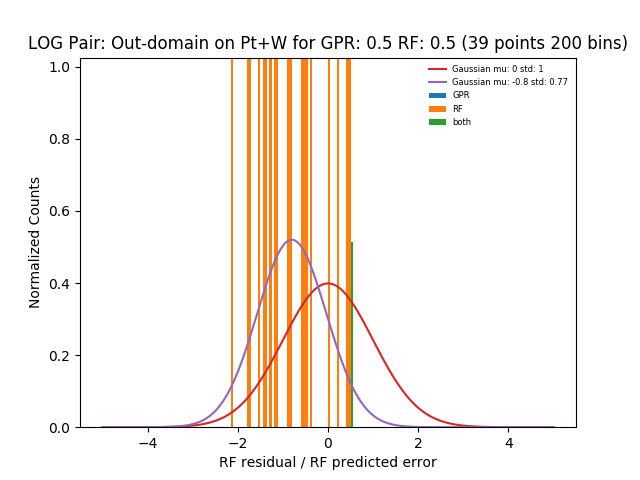 LOG Pair: Out-domain on Pt+W for GPR: 0.5 RF: 0.5 (39 points 200 bins)
Gaussian mu: 0 std: 1
Gaussian mu: -0.8 std: 0.77
GPR
RF
both
Normalized Counts
1.0
0.8
0.6
0.4
0.2
0.0
−4 −2 0 2 4
RF residual / RF predicted error